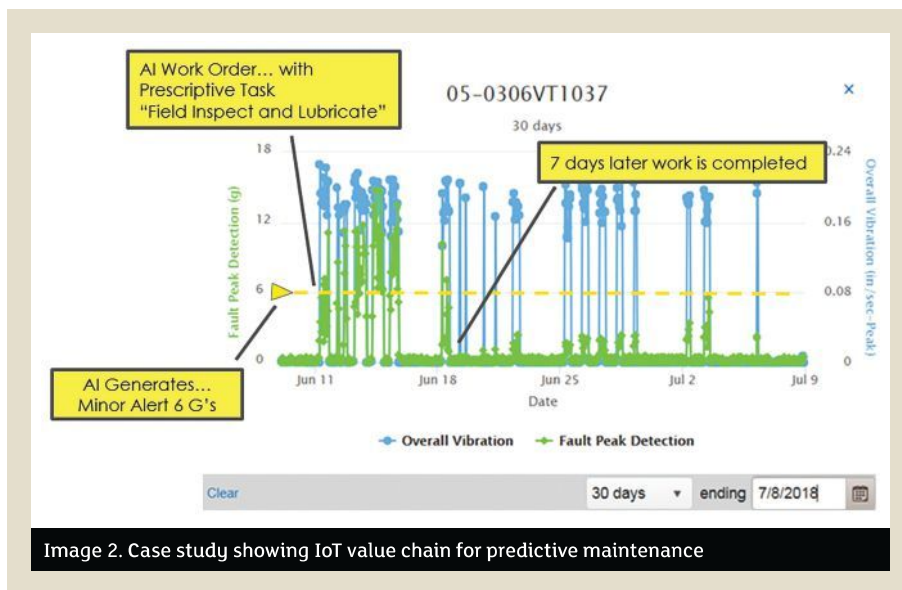 AI Work Order... with
Prescriptive Task
“Field Inspect and Lubricate”
05-0306VT1037
×
30 days
7 days later work is completed
18
12
6
0
Fault Peak Detection (g)
0.24
0.16
0.08
0
Overall Vibration (in/sec-Peak)
AI Generates...
Minor Alert 6 G's
Jun 11 Jun 18 Jun 25 Jul 2 Jul 9
Date
Overall Vibration Fault Peak Detection
Clear 30 days ending 7/8/2018
Image 2. Case study showing IoT value chain for predictive maintenance